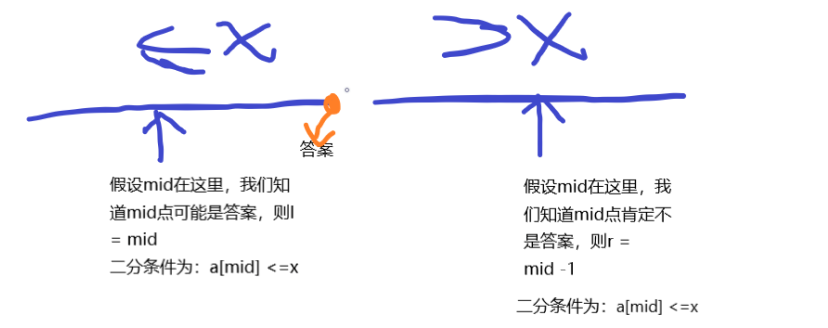 <=X
>X
答案
假设mid在这里，我们知
道mid点可能是答案，则l
= mid
二分条件为：a[mid] <=x
假设mid在这里，我
们知道mid点肯定不
是答案，则r =
mid -1
二分条件为：a[mid] <=x